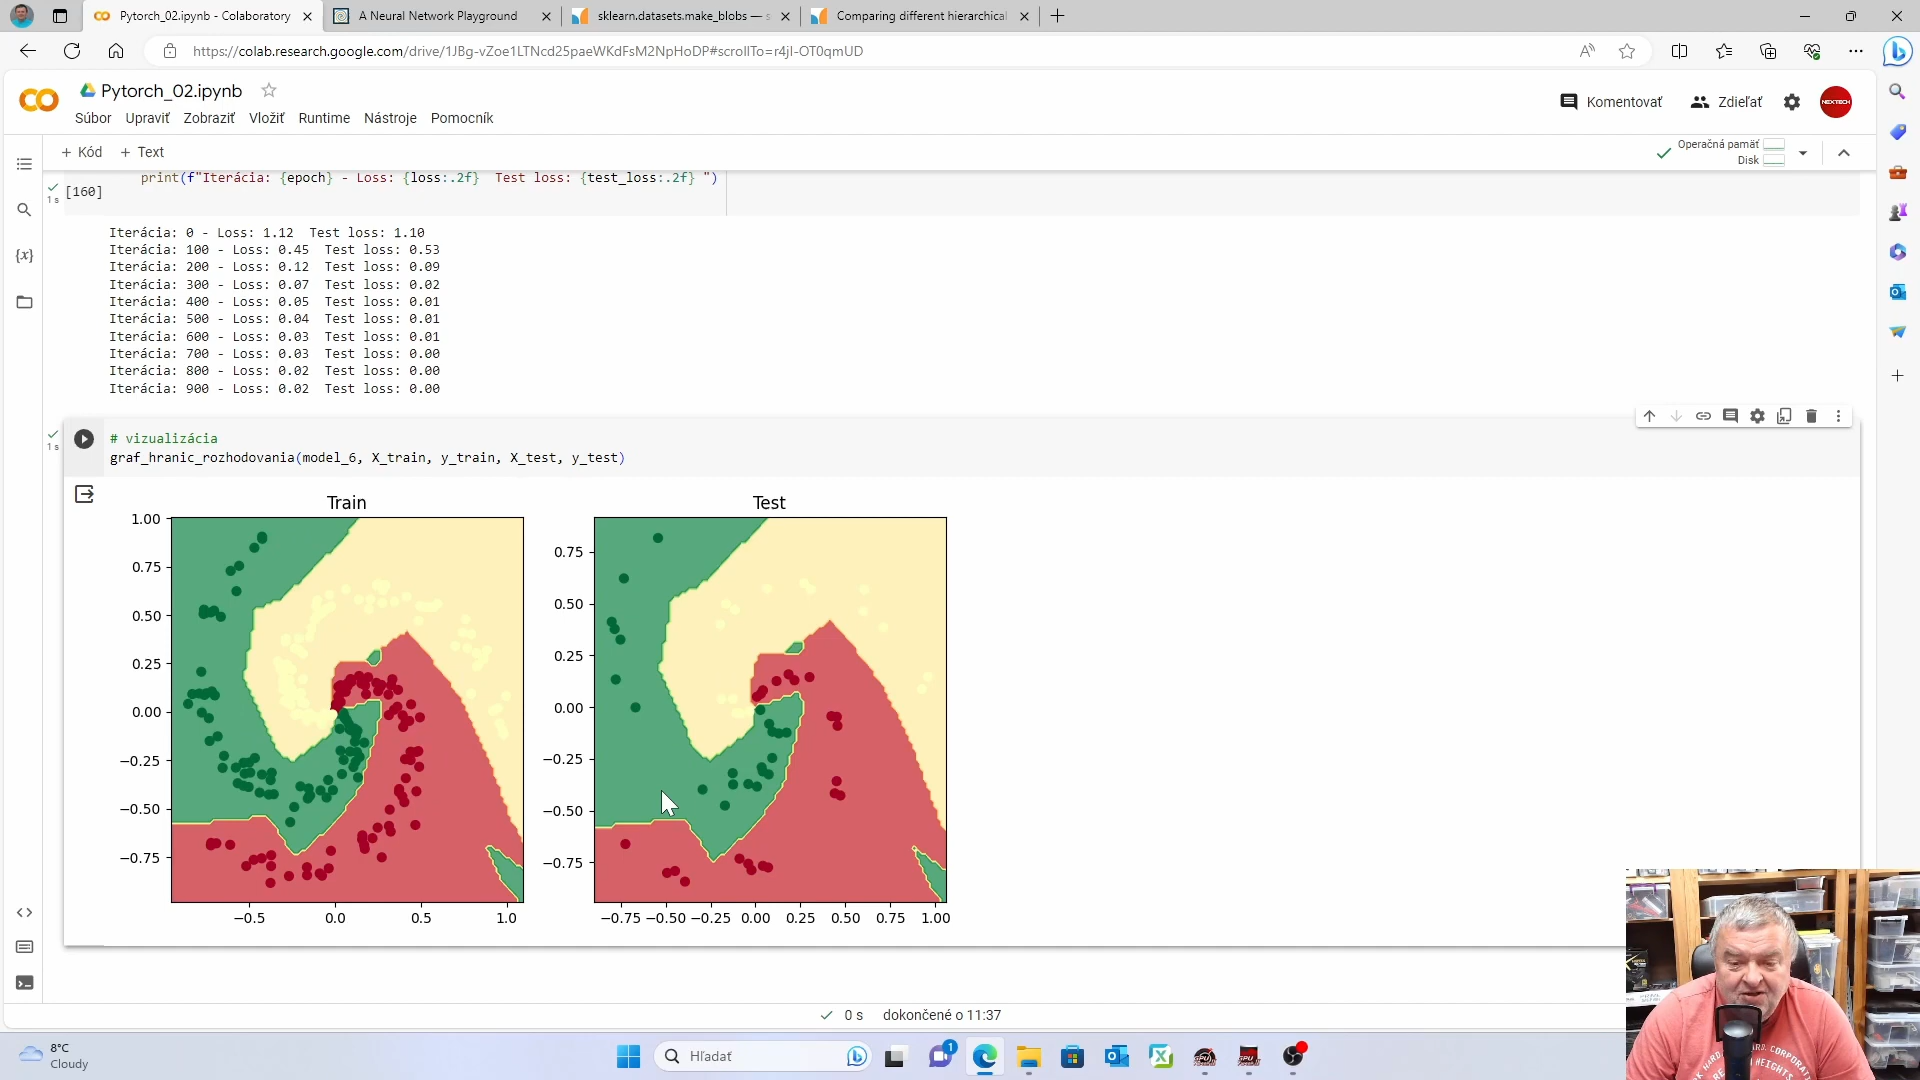 Pytorch_02.ipynb - Colaboratory
A Neural Network Playground
sklearn.datasets.make_blobs — s
Comparing different hierarchical
https://colab.research.google.com/drive/1JBg-vZoe1LTNcd25paeWKdFsM2NpHoDP#scrollTo=r4jl-OT0qmUD
Pytorch_02.ipynb
Súbor Upraviť Zobraziť Vložiť Runtime Nástroje Pomocník
Komentovať Zdieľať NEXTECH
+ Kód + Text
Operačná pamäť
Disk
print(f"Iterácia: {epoch} - Loss: {loss:.2f}  Test loss: {test_loss:.2f} ")
1 s [160]
Iterácia: 0 - Loss: 1.12  Test loss: 1.10
Iterácia: 100 - Loss: 0.45  Test loss: 0.53
Iterácia: 200 - Loss: 0.12  Test loss: 0.09
Iterácia: 300 - Loss: 0.07  Test loss: 0.02
Iterácia: 400 - Loss: 0.05  Test loss: 0.01
Iterácia: 500 - Loss: 0.04  Test loss: 0.01
Iterácia: 600 - Loss: 0.03  Test loss: 0.01
Iterácia: 700 - Loss: 0.03  Test loss: 0.00
Iterácia: 800 - Loss: 0.02  Test loss: 0.00
Iterácia: 900 - Loss: 0.02  Test loss: 0.00
1 s
# vizualizácia
graf_hranic_rozhodovania(model_6, X_train, y_train, X_test, y_test)
Train
1.00
0.75
0.50
0.25
0.00
−0.25
−0.50
−0.75
−0.5 0.0 0.5 1.0
Test
0.75
0.50
0.25
0.00
−0.25
−0.50
−0.75
−0.75 −0.50 −0.25 0.00 0.25 0.50 0.75 1.00
0 s dokončené o 11:37
8°C
Cloudy
Hľadať
1